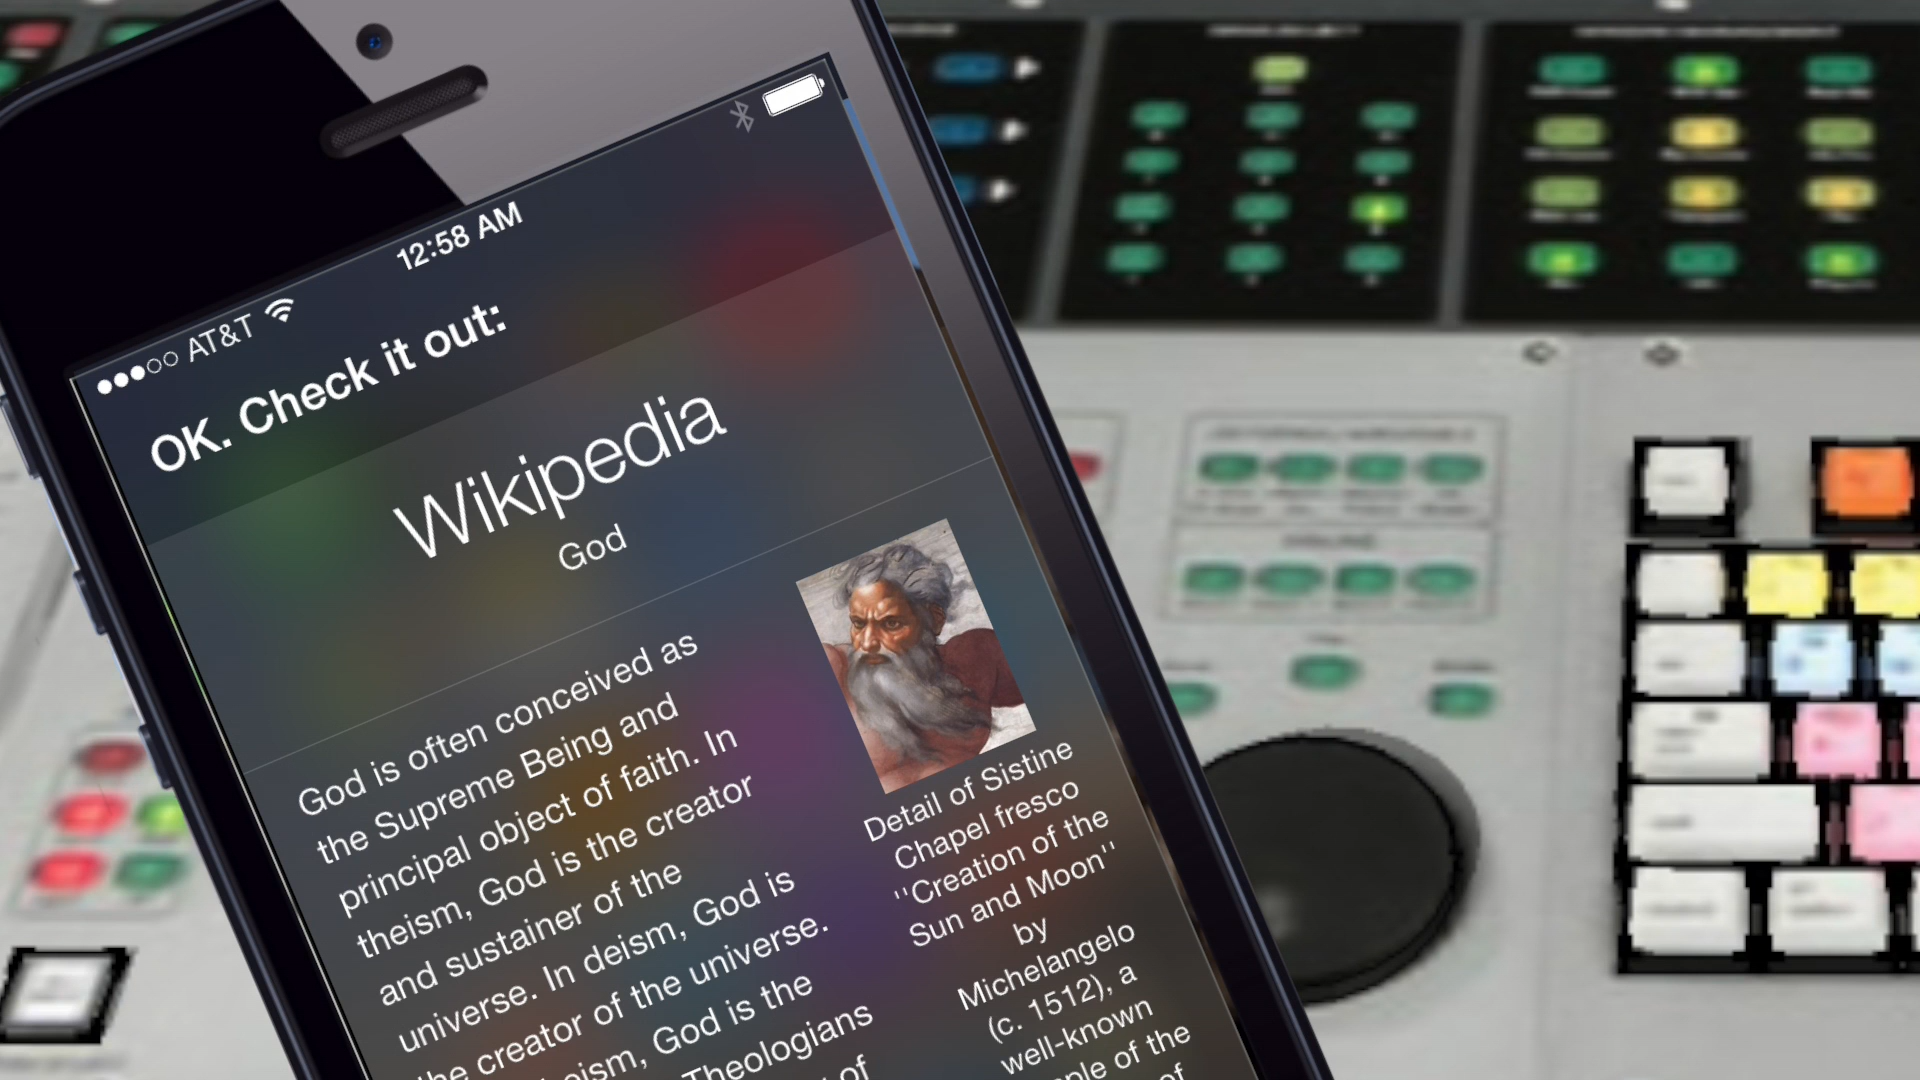 AT&T
12:58 AM
OK. Check it out:
Wikipedia
God
God is often conceived as
the Supreme Being and
principal object of faith. In
theism, God is the creator
and sustainer of the
universe. In deism, God is
the creator of the universe.
God is the
Theologians
of
Detail of Sistine
Chapel fresco
"Creation of the
Sun and Moon"
by
Michelangelo
(c. 1512), a
well-known
of the
of